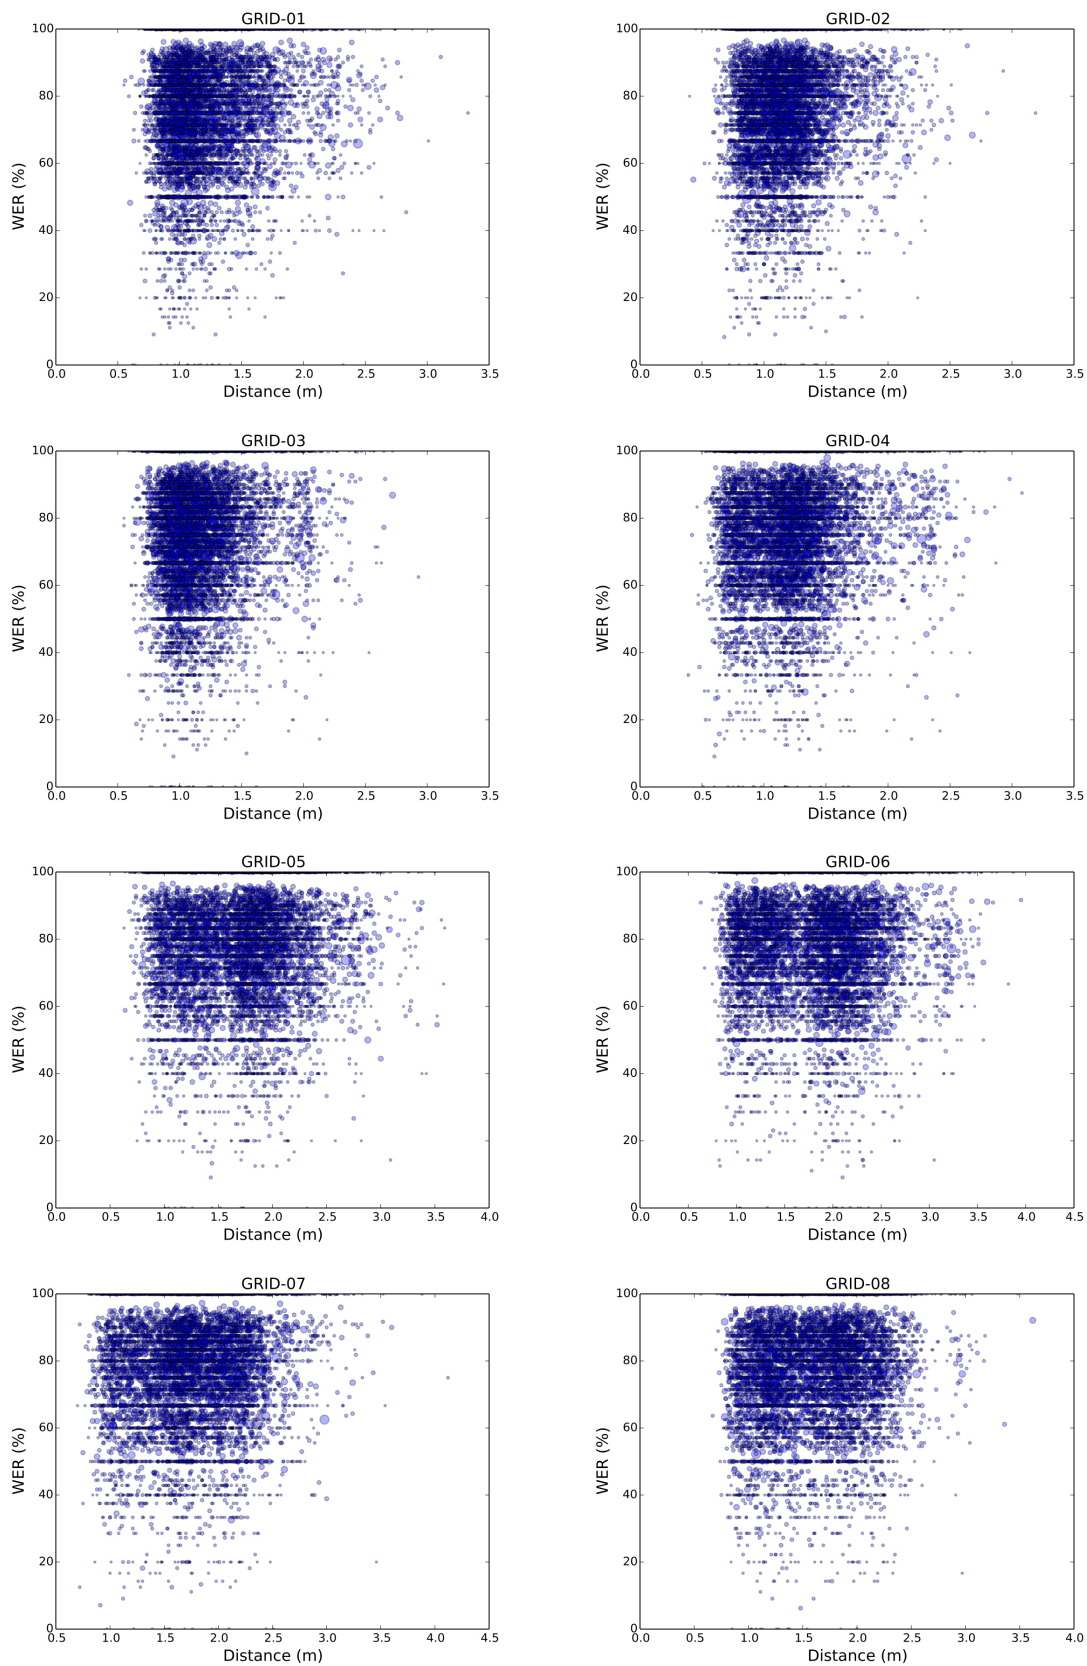 GRID-01
100
80
60
40
20
0
WER (%)
0.0 0.5 1.0 1.5 2.0 2.5 3.0 3.5
Distance (m)
GRID-02
100
80
60
40
20
0
WER (%)
0.0 0.5 1.0 1.5 2.0 2.5 3.0 3.5
Distance (m)
GRID-03
100
80
60
40
20
0
WER (%)
0.0 0.5 1.0 1.5 2.0 2.5 3.0 3.5
Distance (m)
GRID-04
100
80
60
40
20
0
WER (%)
0.0 0.5 1.0 1.5 2.0 2.5 3.0 3.5
Distance (m)
GRID-05
100
80
60
40
20
0
WER (%)
0.0 0.5 1.0 1.5 2.0 2.5 3.0 3.5 4.0
Distance (m)
GRID-06
100
80
60
40
20
0
WER (%)
0.0 0.5 1.0 1.5 2.0 2.5 3.0 3.5 4.0 4.5
Distance (m)
GRID-07
100
80
60
40
20
0
WER (%)
0.5 1.0 1.5 2.0 2.5 3.0 3.5 4.0 4.5
Distance (m)
GRID-08
100
80
60
40
20
0
WER (%)
0.0 0.5 1.0 1.5 2.0 2.5 3.0 3.5 4.0
Distance (m)